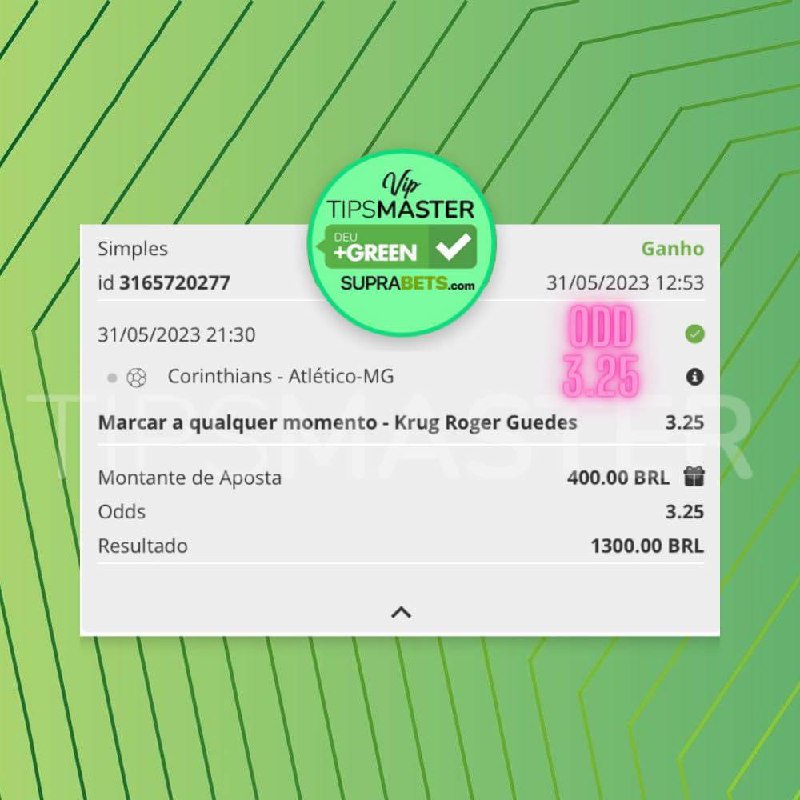 Vip
TIPSMASTER
DEU
+GREEN
SUPRABETS.com
Simples
Ganho
id 3165720277
31/05/2023 12:53
31/05/2023 21:30
ODD
3.25
Corinthians - Atlético-MG
Marcar a qualquer momento - Krug Roger Guedes 3.25
Montante de Aposta 400.00 BRL
Odds 3.25
Resultado 1300.00 BRL
TIPSMASTER